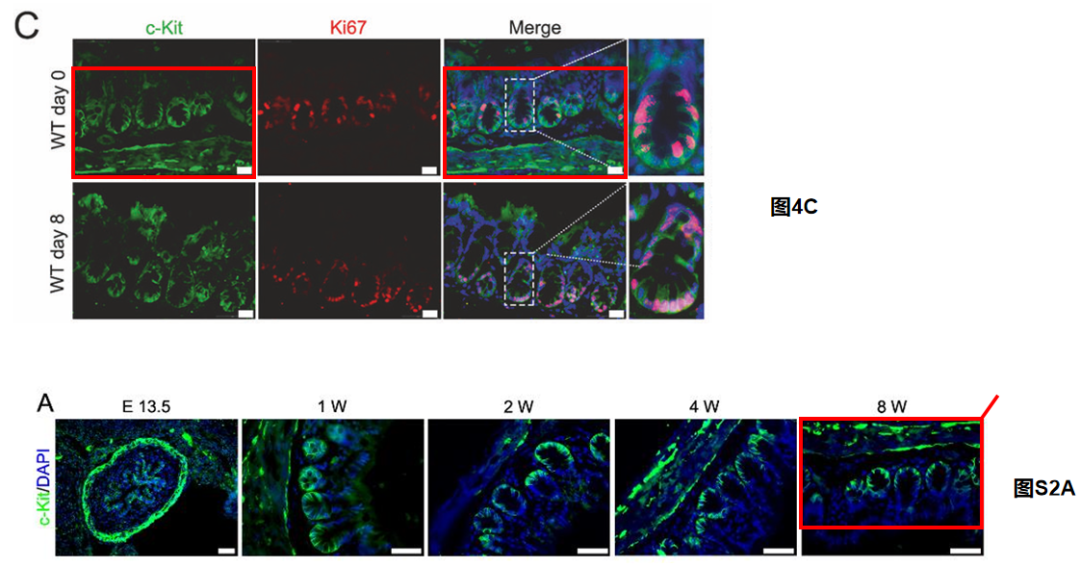 C
c-Kit Ki67 Merge
WT day 0
WT day 8
图4C
A
E 13.5 1 W 2 W 4 W 8 W
c-Kit/DAPI
图S2A